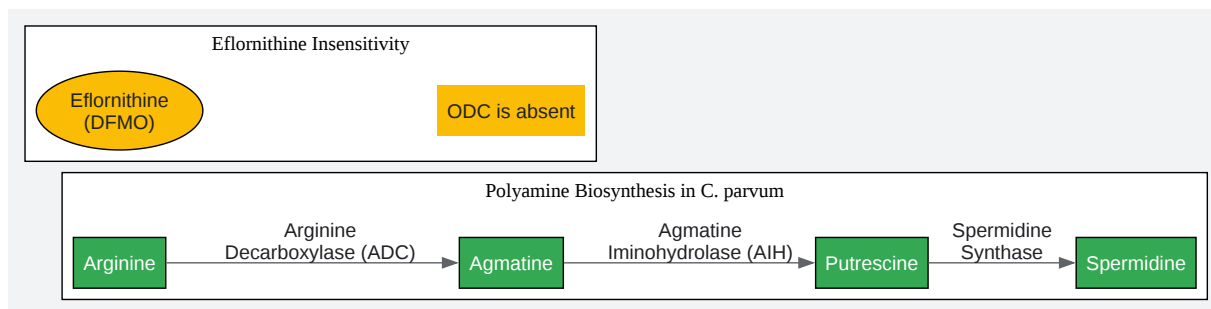 Eflornithine Insensitivity
Eflornithine
(DFMO)
ODC is absent
Polyamine Biosynthesis in C. parvum
Arginine
Arginine
Decarboxylase (ADC)
Agmatine
Agmatine
Iminohydrolase (AIH)
Putrescine
Spermidine
Synthase
Spermidine